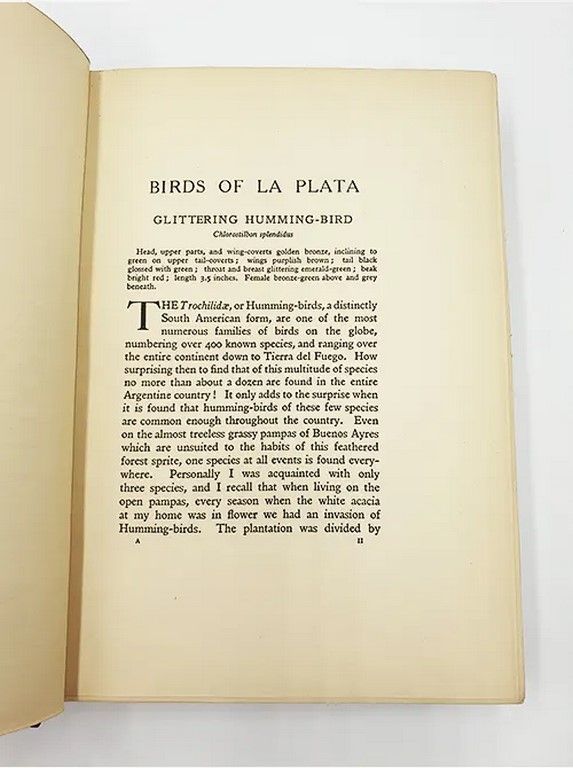 BIRDS OF LA PLATA
GLITTERING HUMMING-BIRD
Chlorostilbon splendidus
Head, upper parts, and wing-coverts golden bronze, inclining to
green on upper tail-coverts; wings purplish brown; tail black
glossed with green; throat and breast glittering emerald-green; beak
bright red; length 3.5 inches. Female bronze-green above and grey
beneath.
THE Trochilidæ, or Humming-birds, a distinctly
South American form, are one of the most
numerous families of birds on the globe,
numbering over 400 known species, and ranging over
the entire continent down to Tierra del Fuego. How
surprising then to find that of this multitude of species
no more than about a dozen are found in the entire
Argentine country! It only adds to the surprise when
it is found that humming-birds of these few species
are common enough throughout the country. Even
on the almost treeless grassy pampas of Buenos Ayres
which are unsuited to the habits of this feathered
forest sprite, one species at all events is found every-
where. Personally I was acquainted with only
three species, and I recall that when living on the
open pampas, every season when the white acacia
at my home was in flower we had an invasion of
Humming-birds. The plantation was divided by
A II